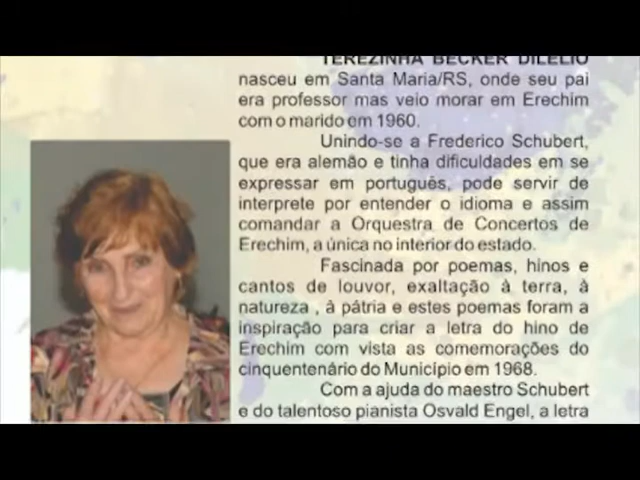 TEREZINHA BECKER DILÉLIO
nasceu em Santa Maria/RS, onde seu pai
era professor mas veio morar em Erechim
com o marido em 1960.
Unindo-se a Frederico Schubert,
que era alemão e tinha dificuldades em se
expressar em português, pode servir de
interprete por entender o idioma e assim
comandar a Orquestra de Concertos de
Erechim, a única no interior do estado.
Fascinada por poemas, hinos e
cantos de louvor, exaltação à terra, à
natureza , à pátria e estes poemas foram a
inspiração para criar a letra do hino de
Erechim com vista as comemorações do
cinquentenário do Município em 1968.
Com a ajuda do maestro Schubert
e do talentoso pianista Osvald Engel, a letra